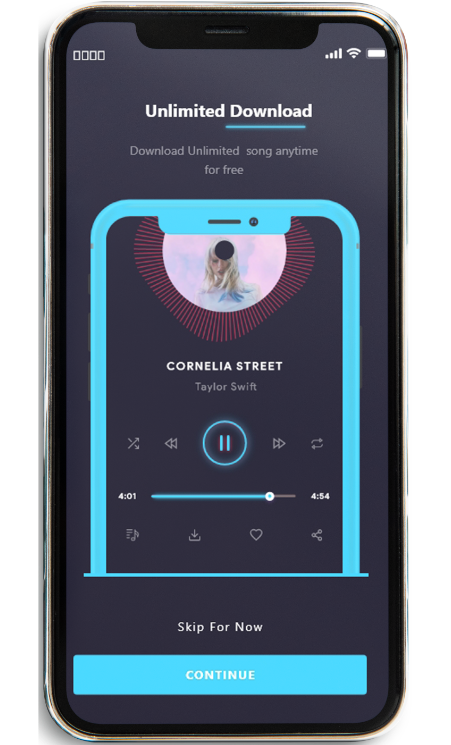 Unlimited Download
Download Unlimited song anytime
for free
CORNELIA STREET
Taylor Swift
4:01
4:54
Skip For Now
CONTINUE